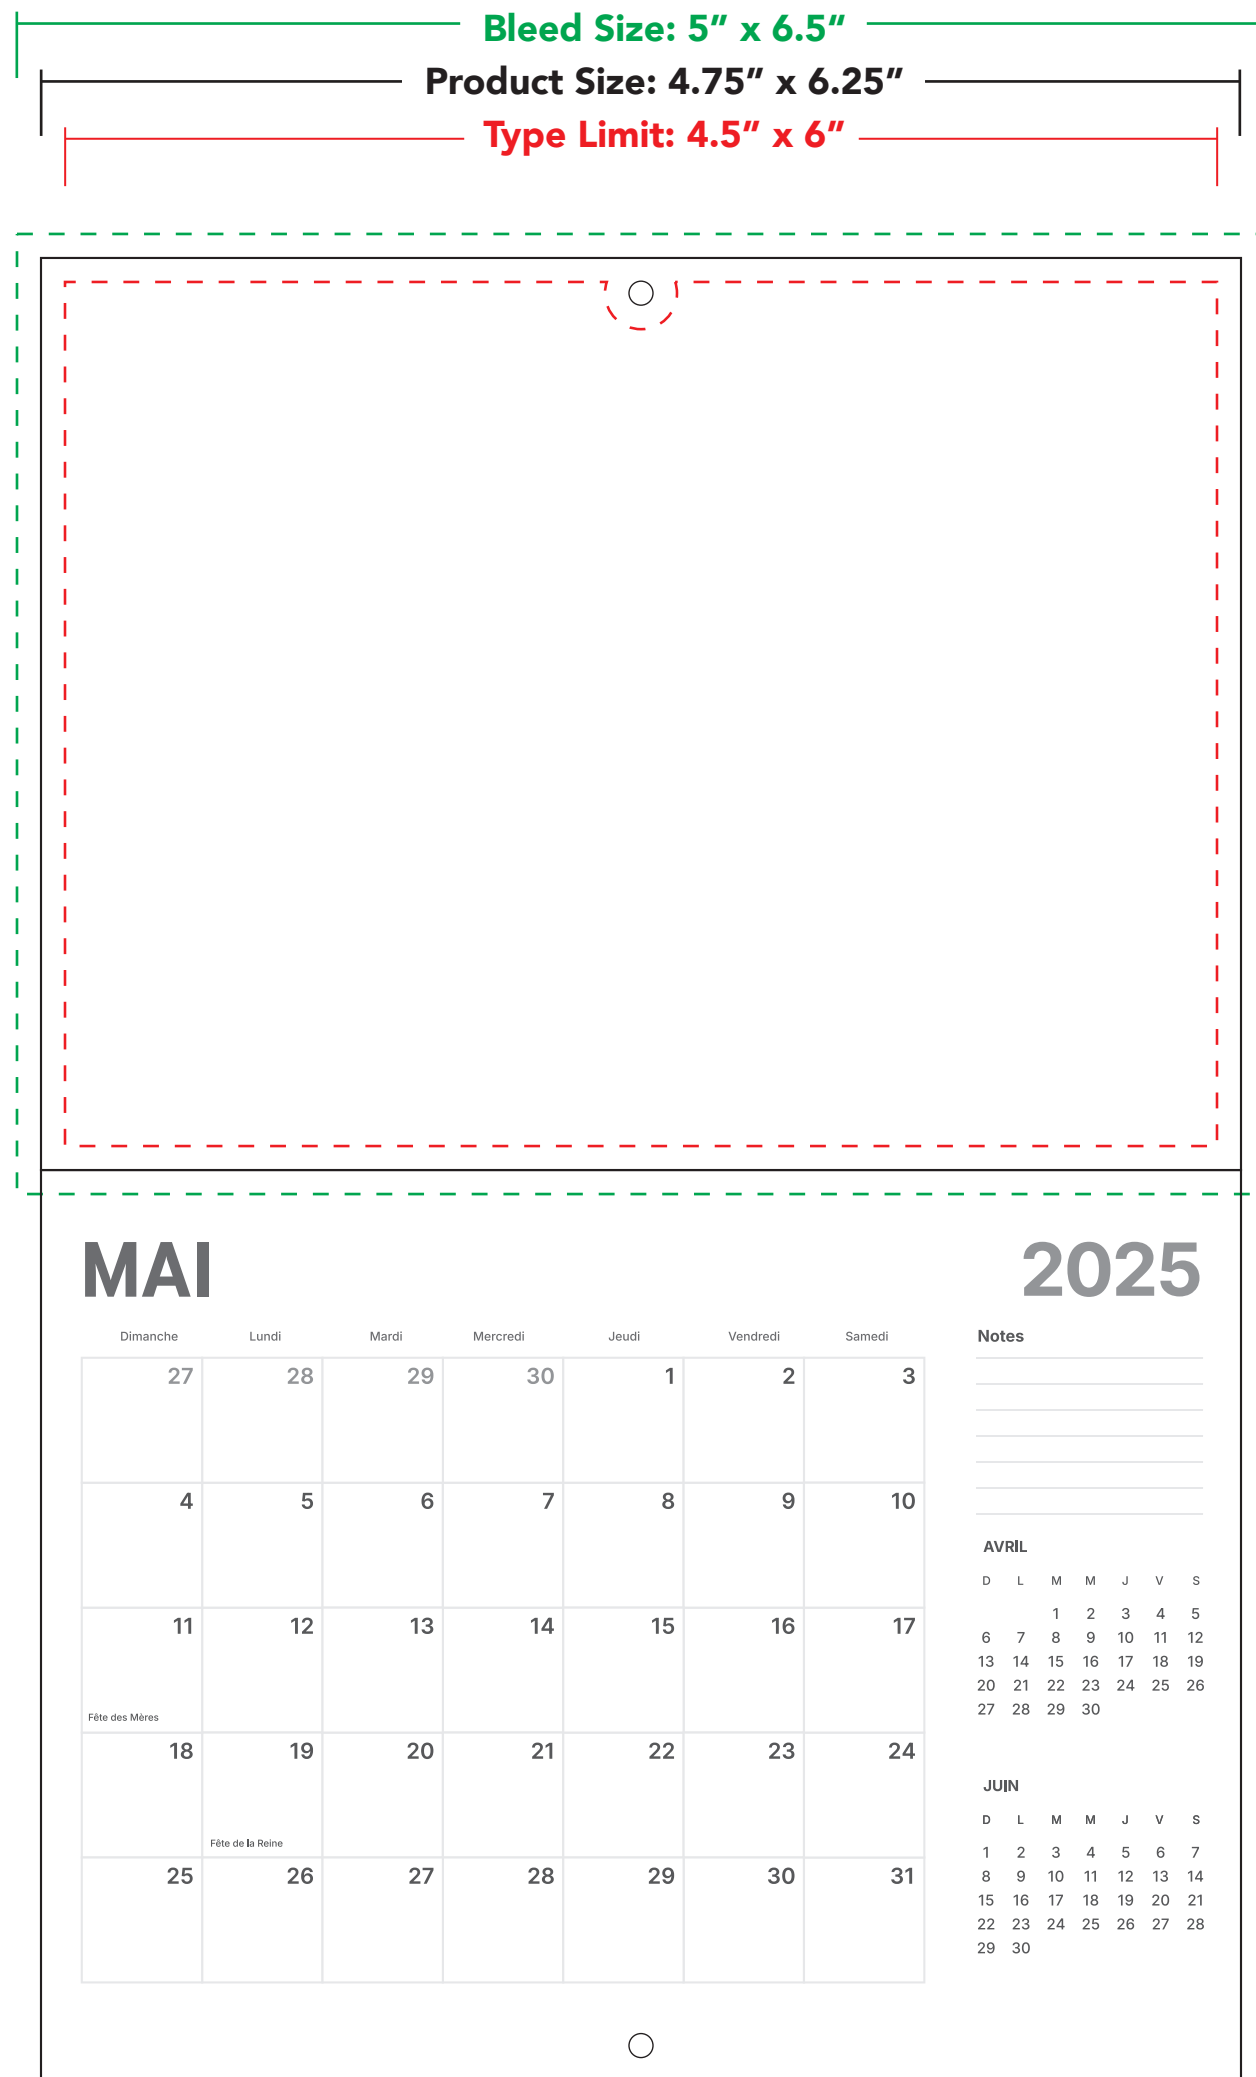 Bleed Size: 5” x 6.5”
Product Size: 4.75” x 6.25”
Type Limit: 4.5” x 6”
MAI 2025
Dimanche Lundi Mardi Mercredi Jeudi Vendredi Samedi
27 28 29 30 1 2 3
4 5 6 7 8 9 10
11 12 13 14 15 16 17
Fête des Mères
18 19 20 21 22 23 24
Fête de la Reine
25 26 27 28 29 30 31
Notes
AVRIL
D L M M J V S
1 2 3 4 5
6 7 8 9 10 11 12
13 14 15 16 17 18 19
20 21 22 23 24 25 26
27 28 29 30
JUIN
D L M M J V S
1 2 3 4 5 6 7
8 9 10 11 12 13 14
15 16 17 18 19 20 21
22 23 24 25 26 27 28
29 30